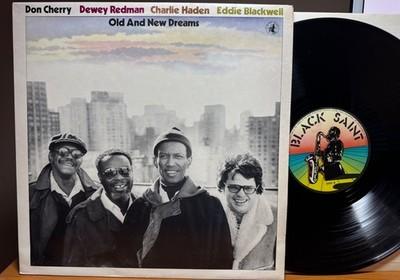 Don Cherry Dewey Redman Charlie Haden Eddie Blackwell
Old And New Dreams
BLACK SAINT